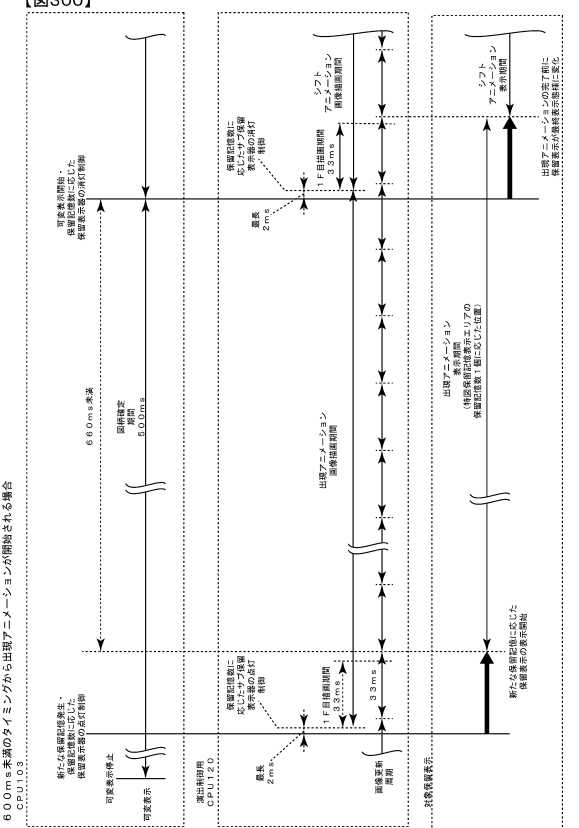 【図300】
600ms未満のタイミングから出現アニメーションが開始される場合
CPU103
新たな保留記憶発生・
保留記憶数に応じた
保留表示器の点灯制御
660ms未満
可変表示開始・
保留記憶数に応じた
保留表示器の消灯制御
可変表示停止
可変表示
図柄確定
期間
500ms
演出制御用
CPU120
保留記憶数に
応じたサブ保留
表示器の点灯
制御
最長
2ms
1F目描画期間
33ms
33ms
画像更新
周期
出現アニメーション
画像描画期間
保留記憶数に
応じたサブ保留
表示器の消灯
制御
最長
2ms
1F目描画期間
33ms
シフト
アニメーション
画像描画期間
対象保留表示
新たな保留記憶に応じた
保留表示の表示開始
出現アニメーション
表示期間
(特図保留記憶表示エリアの
保留記憶数1個に応じた位置)
シフト
アニメーション
表示期間
出現アニメーションの完了前に
保留表示が最終表示態様に変化